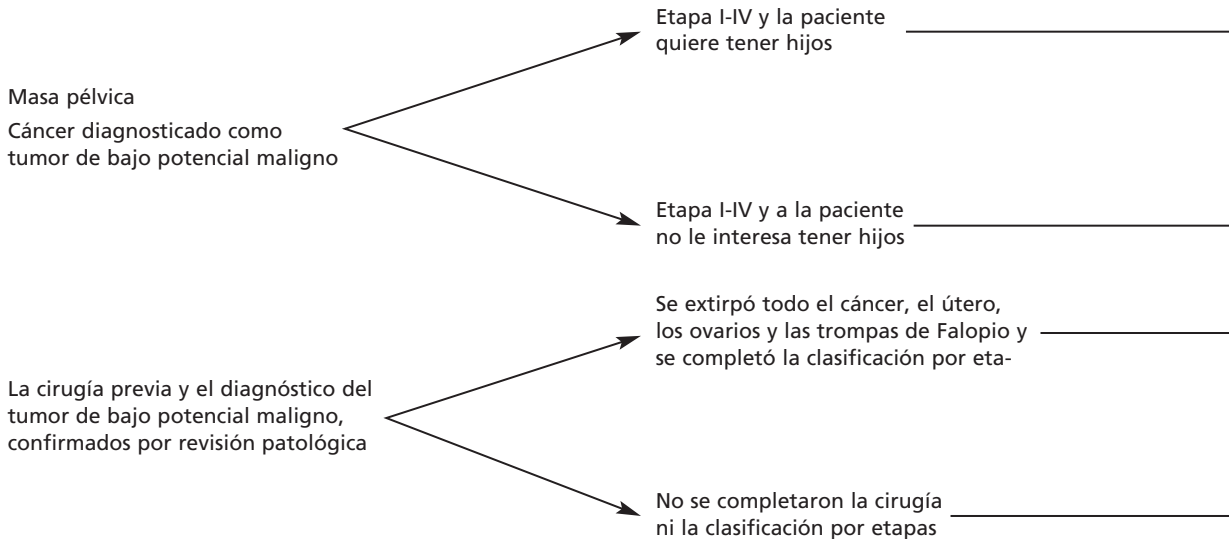 Etapa I-IV y la paciente
quiere tener hijos
Masa pélvica
Cáncer diagnosticado como
tumor de bajo potencial maligno
Etapa I-IV y a la paciente
no le interesa tener hijos
Se extirpó todo el cáncer, el útero,
los ovarios y las trompas de Falopio y
se completó la clasificación por eta-
La cirugía previa y el diagnóstico del
tumor de bajo potencial maligno,
confirmados por revisión patológica
No se completaron la cirugía
ni la clasificación por etapas